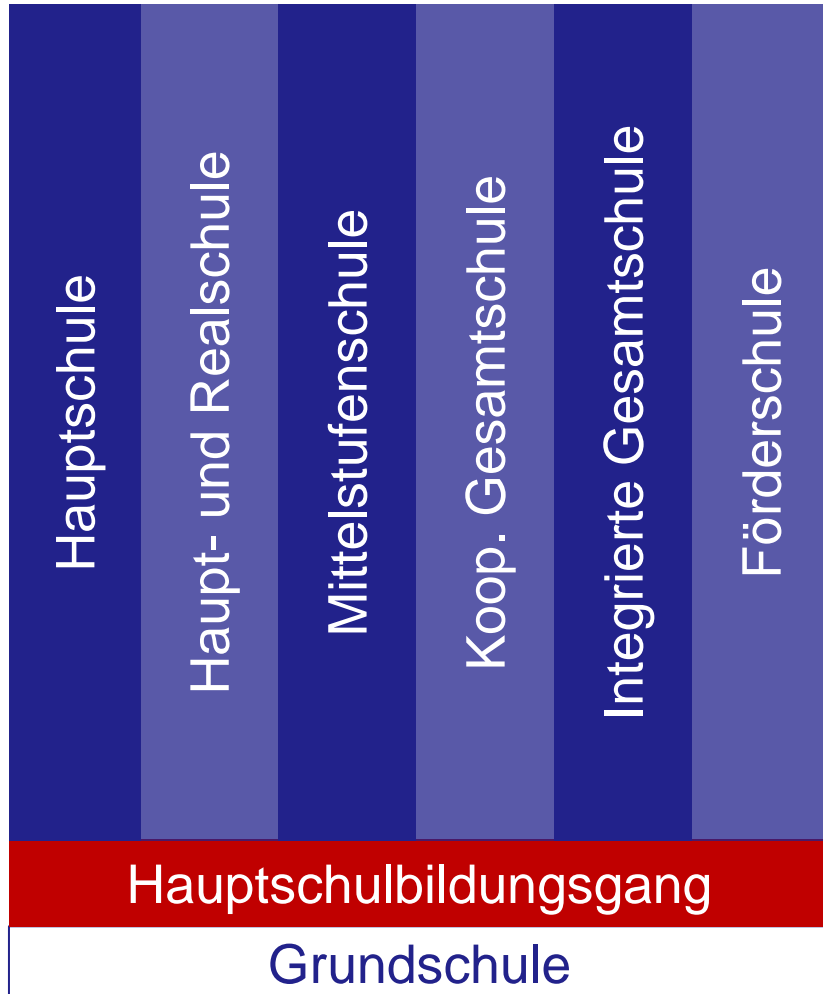 Hauptschule
Haupt- und Realschule
Mittelstufenschule
Koop. Gesamtschule
Integrierte Gesamtschule
Förderschule
Hauptschulbildungsgang
Grundschule